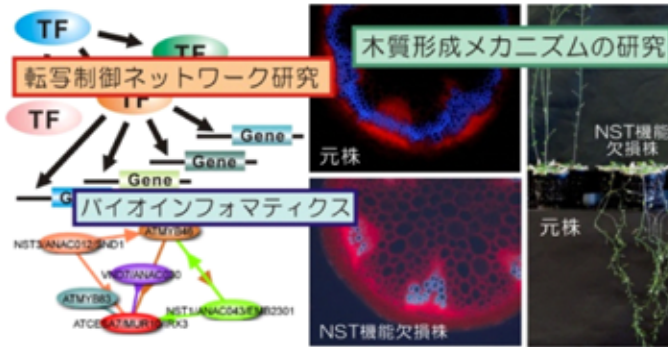 TF
TF
転写制御ネットワーク研究
TF
TF
Gene
Gene
Gene
バイオインフォマティクス
ATMYB46
NST3/ANAC012/SND1
VND7/ANAC030
ATMYB83
NST1/ANAC043/EMB2301
木質形成メカニズムの研究
元株
NST機能欠損株
NST機能
欠損株
元株